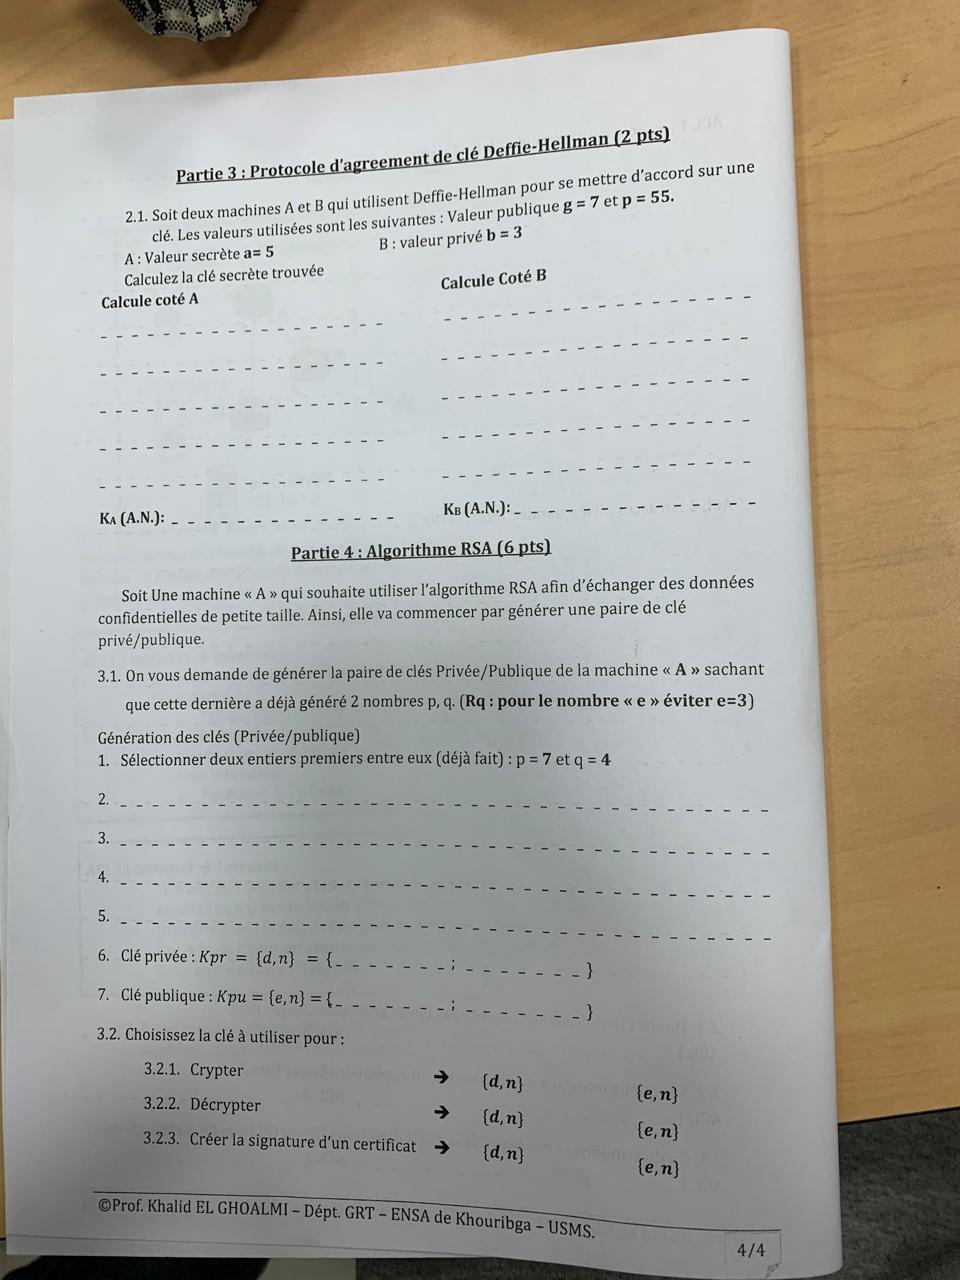 Partie 3 : Protocole d'agreement de clé Deffie-Hellman (2 pts)
2.1. Soit deux machines A et B qui utilisent Deffie-Hellman pour se mettre d'accord sur une
clé. Les valeurs utilisées sont les suivantes : Valeur publique g = 7 et p = 55.
A : Valeur secrète a= 5 B : valeur privé b = 3
Calculez la clé secrète trouvée
Calcule coté A Calcule Coté B
KA (A.N.): KB (A.N.):
Partie 4 : Algorithme RSA (6 pts)
Soit Une machine « A » qui souhaite utiliser l'algorithme RSA afin d'échanger des données
confidentielles de petite taille. Ainsi, elle va commencer par générer une paire de clé
privé/publique.
3.1. On vous demande de générer la paire de clés Privée/Publique de la machine « A » sachant
que cette dernière a déjà généré 2 nombres p, q. (Rq : pour le nombre « e » éviter e=3)
Génération des clés (Privée/publique)
1. Sélectionner deux entiers premiers entre eux (déjà fait) : p = 7 et q = 4
2.
3.
4.
5.
6. Clé privée : Kpr = {d, n} = {_ _ _ _ _ _ _ ; _ _ _ _ _ _ _ }
7. Clé publique : Kpu = {e, n} = {_ _ _ _ _ _ _ ; _ _ _ _ _ _ _ }
3.2. Choisissez la clé à utiliser pour :
3.2.1. Crypter ➔ {d, n} {e, n}
3.2.2. Décrypter ➔ {d, n} {e, n}
3.2.3. Créer la signature d'un certificat ➔ {d, n} {e, n}
©Prof. Khalid EL GHOALMI – Dépt. GRT – ENSA de Khouribga – USMS.
4/4